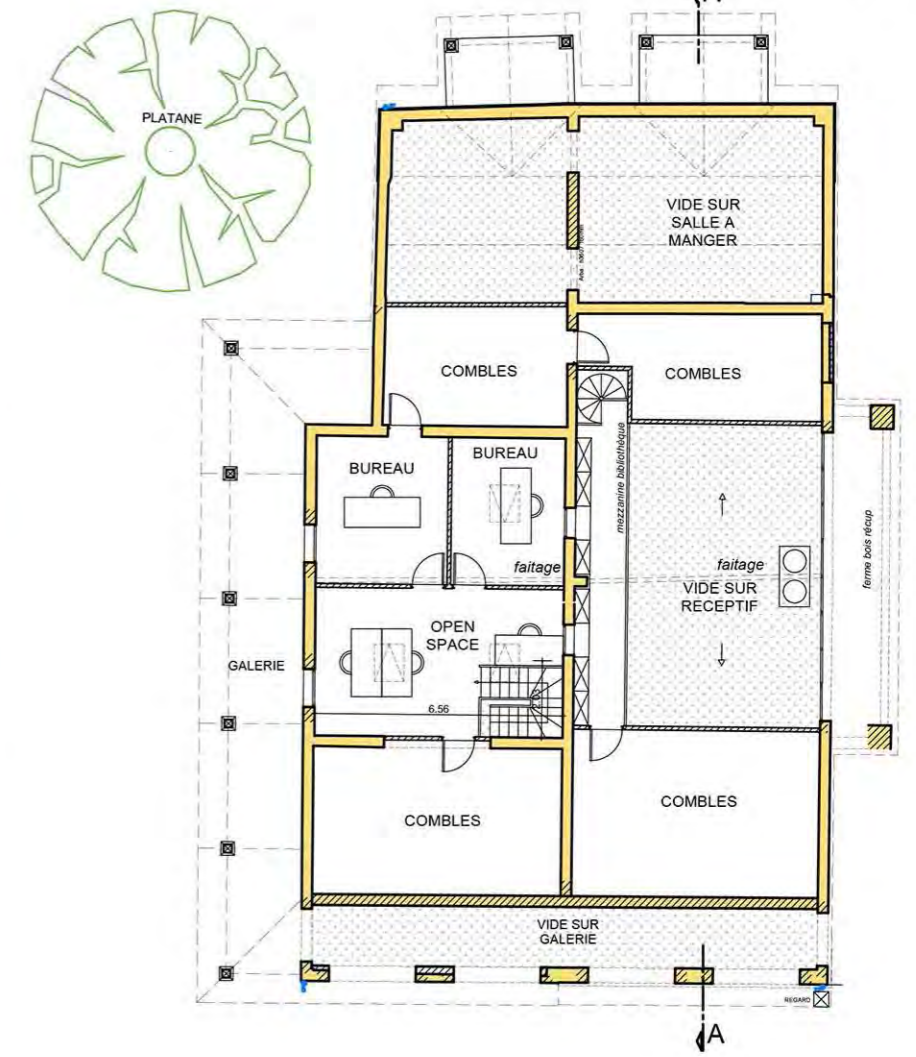 PLATANE
VIDE SUR
SALLE A
MANGER
COMBLES
COMBLES
mezzanine bibliothèque
BUREAU
BUREAU
faitage
faitage
VIDE SUR
RECEPTIF
ferme bois récup
OPEN
SPACE
GALERIE
6.56
COMBLES
COMBLES
VIDE SUR
GALERIE
REGARD
A